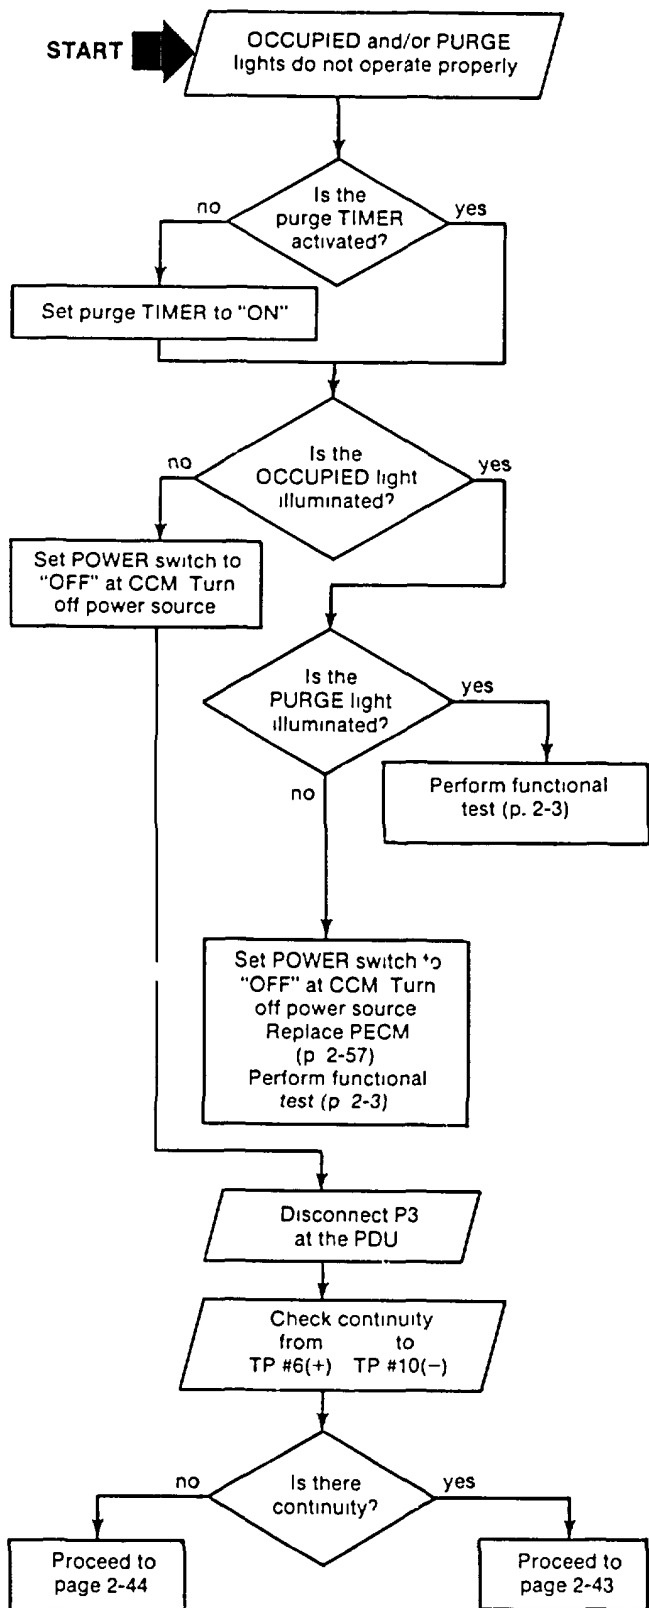 START
OCCUPIED and/or PURGE
lights do not operate properly
Is the
purge TIMER
activated?
no
yes
Set purge TIMER to "ON"
Is the
OCCUPIED light
illuminated?
no
yes
Set POWER switch to
"OFF" at CCM Turn
off power source
Is the
PURGE light
illuminated?
yes
no
Perform functional
test (p. 2-3)
Set POWER switch to
"OFF" at CCM Turn
off power source
Replace PECM
(p 2-57)
Perform functional
test (p 2-3)
Disconnect P3
at the PDU
Check continuity
from to
TP #6(+) TP #10(−)
Is there
continuity?
no
yes
Proceed to
page 2-44
Proceed to
page 2-43